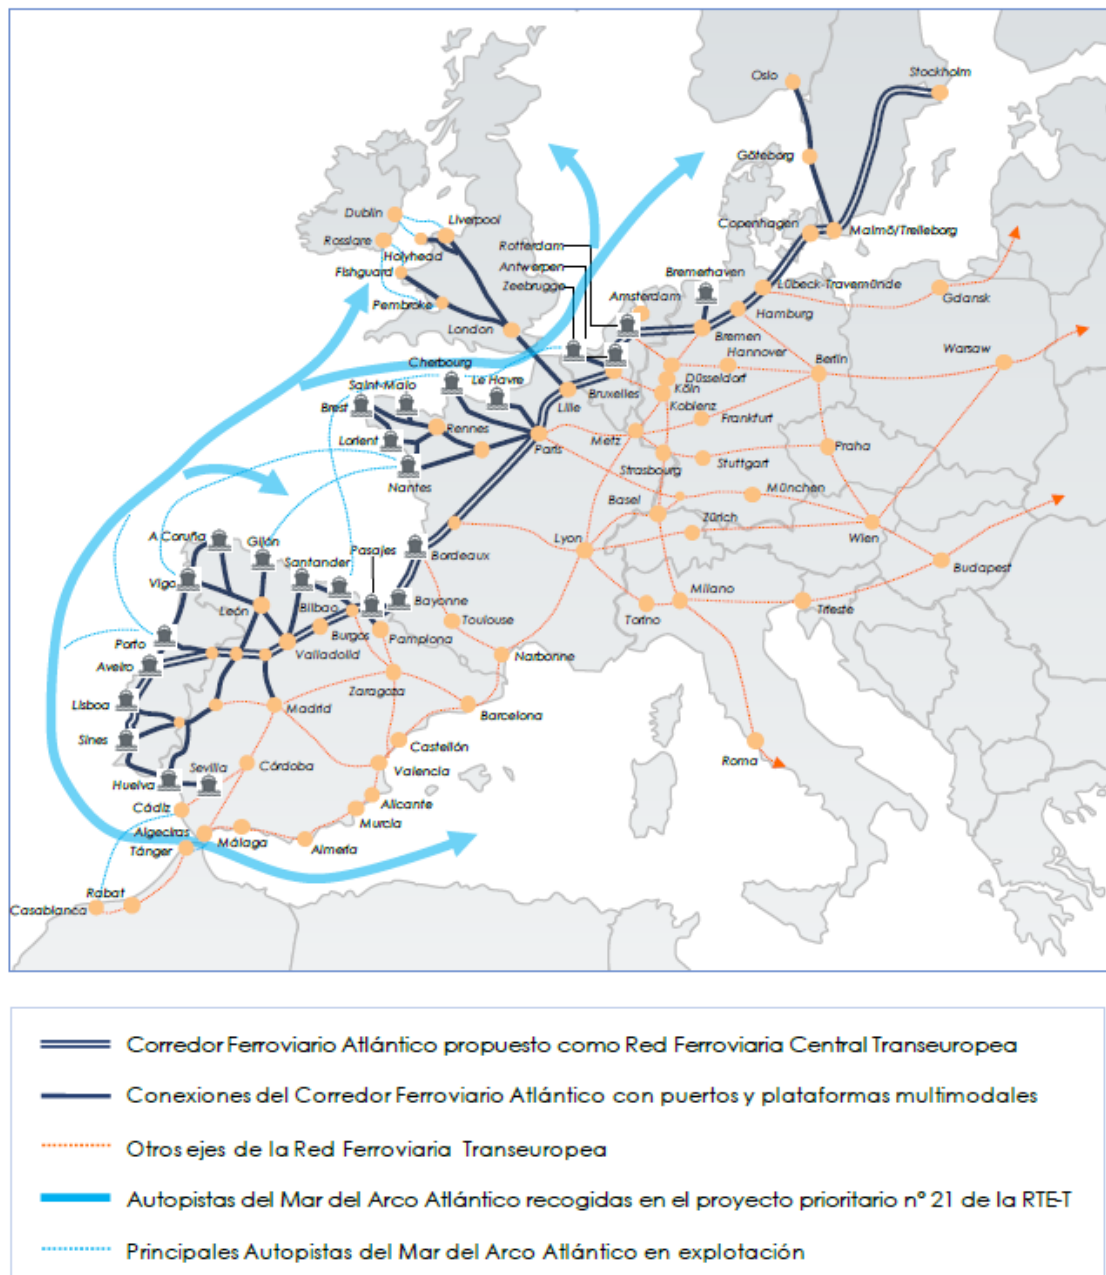 Oslo
Stockholm
Göteborg
Copenhagen
Malmö/Trelleborg
Dublin
Liverpool
Rosslare
Holyhead
Fishguard
Pembroke
London
Rotterdam
Antwerpen
Zeebrugge
Bremerhaven
Amsterdam
Lübeck-Travemünde
Gdansk
Hamburg
Bremen
Hannover
Berlin
Warsaw
Cherbourg
Le Havre
Saint-Malo
Brest
Rennes
Lorient
Nantes
Lille
Bruxelles
Düsseldorf
Köln
Koblenz
Frankfurt
Paris
Metz
Strasbourg
Stuttgart
Praha
München
Basel
Zürich
Wien
Lyon
Budapest
A Coruña
Gijón
Santander
Pasajes
Bordeaux
Vigo
León
Bilbao
Bayonne
Burgos
Pamplona
Toulouse
Milano
Torino
Trieste
Porto
Valladolid
Narbonne
Aveiro
Zaragoza
Lisboa
Madrid
Barcelona
Sines
Castellón
Roma
Huelva
Sevilla
Córdoba
Valencia
Cádiz
Alicante
Murcia
Algeciras
Málaga
Almería
Tánger
Rabat
Casablanca
Corredor Ferroviario Atlántico propuesto como Red Ferroviaria Central Transeuropea
Conexiones del Corredor Ferroviario Atlántico con puertos y plataformas multimodales
Otros ejes de la Red Ferroviaria Transeuropea
Autopistas del Mar del Arco Atlántico recogidas en el proyecto prioritario nº 21 de la RTE-T
Principales Autopistas del Mar del Arco Atlántico en explotación